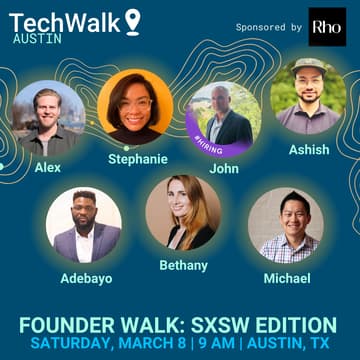 TechWalk
AUSTIN
Sponsored by
Rho
Alex
Stephanie
#HIRING
John
Ashish
Adebayo
Bethany
Michael
FOUNDER WALK: SXSW EDITION
SATURDAY, MARCH 8 | 9 AM | AUSTIN, TX